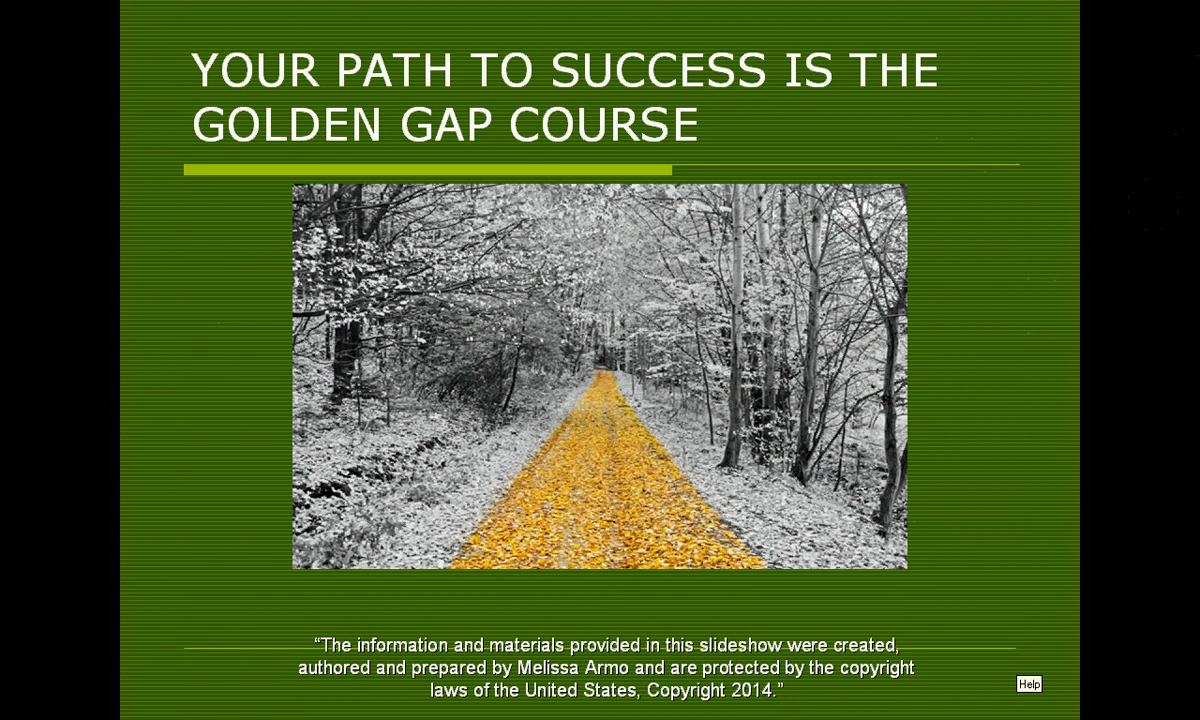 YOUR PATH TO SUCCESS IS THE
GOLDEN GAP COURSE
“The information and materials provided in this slideshow were created,
authored and prepared by Melissa Armo and are protected by the copyright
laws of the United States, Copyright 2014.”
Help